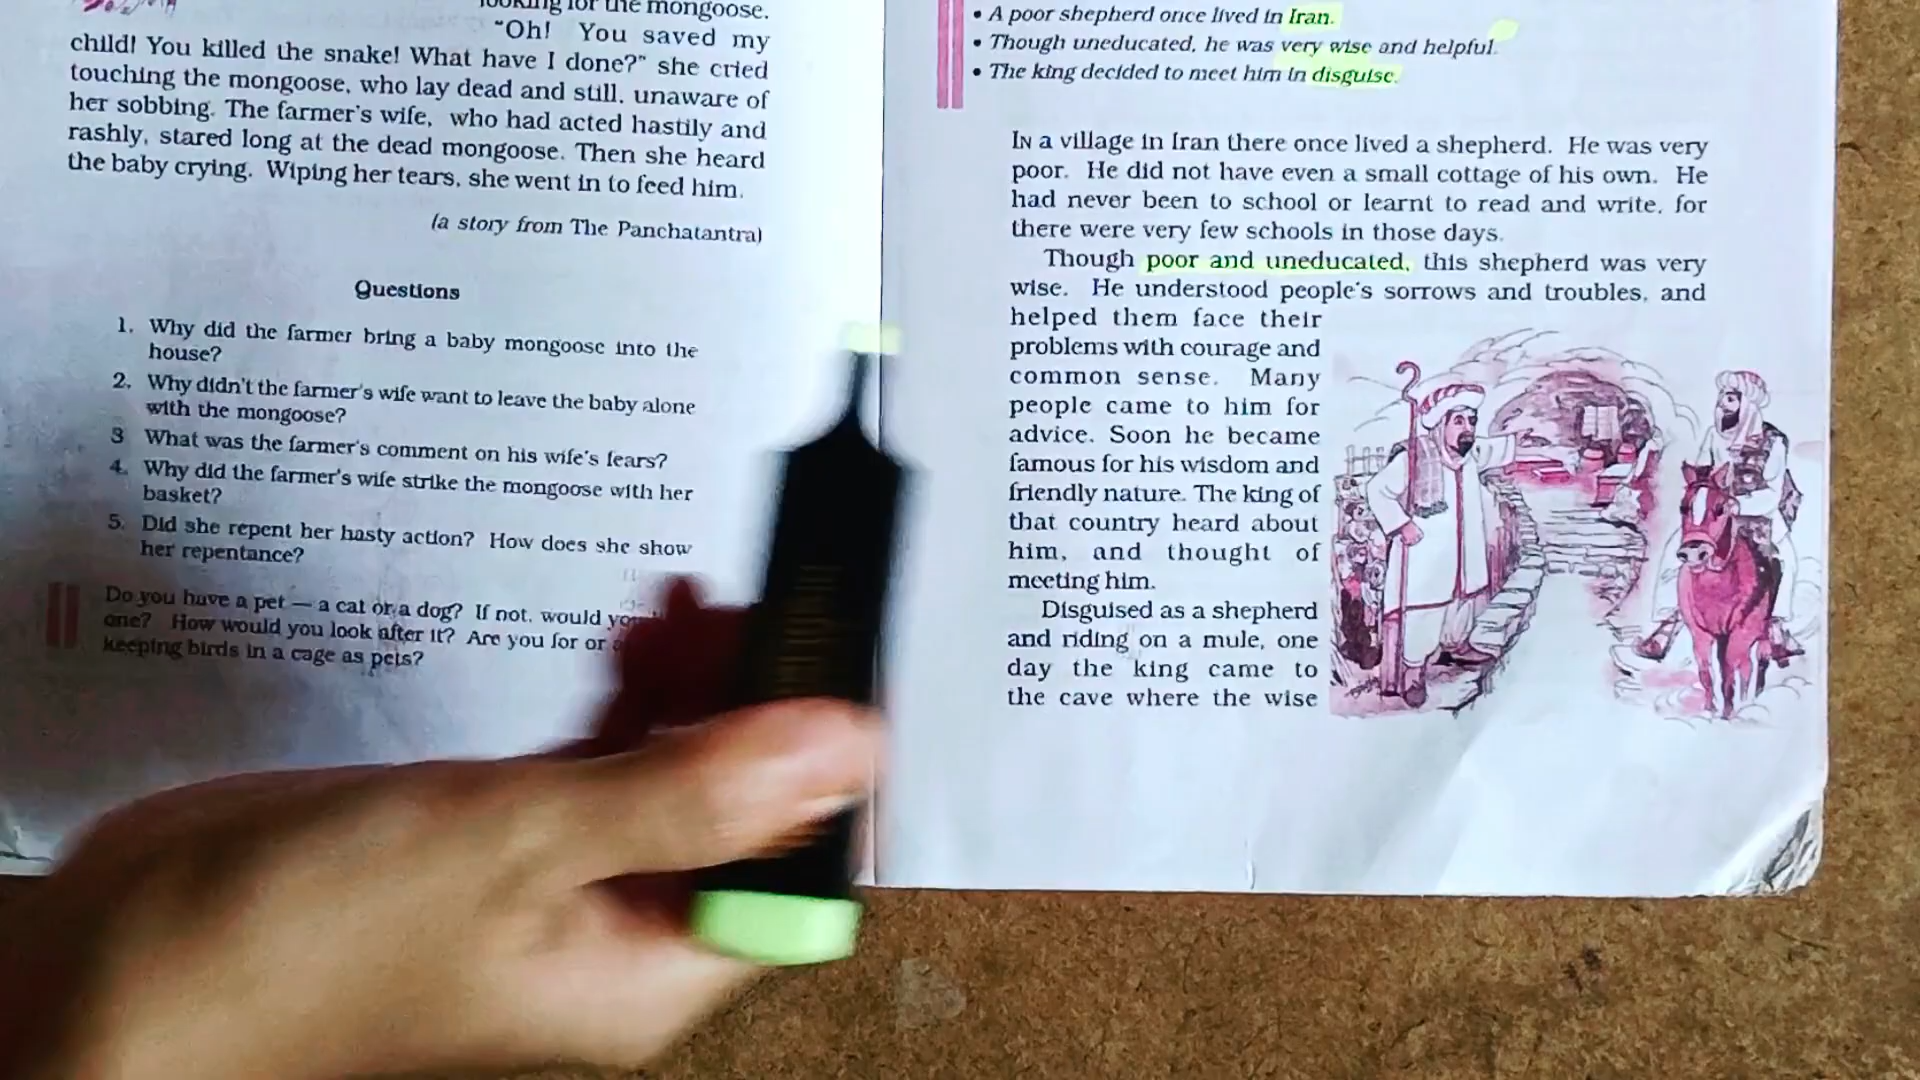 looking for the mongoose.
"Oh! You saved my
child! You killed the snake! What have I done?" she cried
touching the mongoose, who lay dead and still, unaware of
her sobbing. The farmer's wife, who had acted hastily and
rashly, stared long at the dead mongoose. Then she heard
the baby crying. Wiping her tears, she went in to feed him.
(a story from The Panchatantra)
Questions
1. Why did the farmer bring a baby mongoose into the
house?
2. Why didn't the farmer's wife want to leave the baby alone
with the mongoose?
3 What was the farmer's comment on his wife's fears?
4. Why did the farmer's wife strike the mongoose with her
basket?
5. Did she repent her hasty action? How does she show
her repentance?
Do you have a pet — a cat or a dog? If not, would
one? How would you look after it? Are you for or
keeping birds in a cage as pets?
• A poor shepherd once lived in Iran.
• Though uneducated, he was very wise and helpful.
• The king decided to meet him in disguise.
IN a village in Iran there once lived a shepherd. He was very
poor. He did not have even a small cottage of his own. He
had never been to school or learnt to read and write, for
there were very few schools in those days.
Though poor and uneducated, this shepherd was very
wise. He understood people's sorrows and troubles, and
helped them face their
problems with courage and
common sense. Many
people came to him for
advice. Soon he became
famous for his wisdom and
friendly nature. The king of
that country heard about
him, and thought of
meeting him.
Disguised as a shepherd
and riding on a mule, one
day the king came to
the cave where the wise